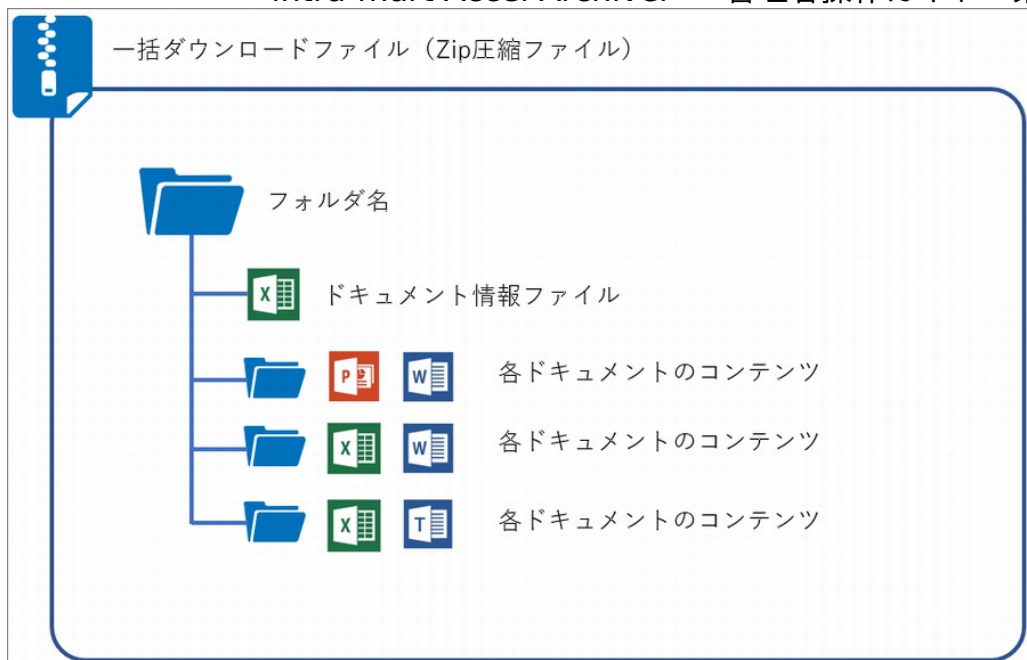 一括ダウンロードファイル（Zip圧縮ファイル）
フォルダ名
X
ドキュメント情報ファイル
P W 各ドキュメントのコンテンツ
X W 各ドキュメントのコンテンツ
X T 各ドキュメントのコンテンツ